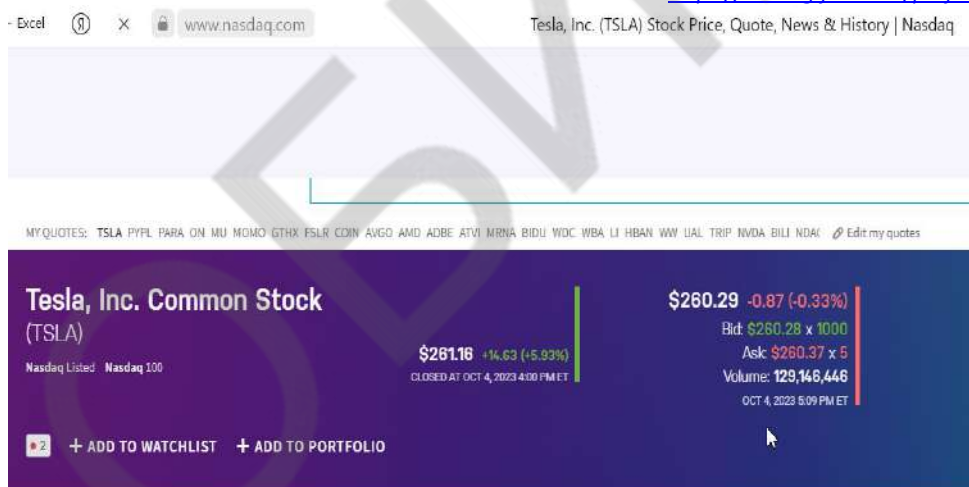 - Excel Ⓨ × www.nasdaq.com Tesla, Inc. (TSLA) Stock Price, Quote, News & History | Nasdaq
MY QUOTES: TSLA PYPL PARA ON MU MOMO GTHX FSLR COIN AVGO AMD ADBE ATVI MRNA BIDU WDC WBA LI HBAN WW UAL TRIP NVDA BILI Edit my quotes
Tesla, Inc. Common Stock
(TSLA)
Nasdaq Listed Nasdaq 100
$261.16 +14.63 (+5.93%)
CLOSED AT OCT 4, 2023 4:00 PM ET
$260.29 -0.87 (-0.33%)
Bid: $260.28 x 1000
Ask: $260.37 x 5
Volume: 129,146,446
OCT 4, 2023 5:09 PM ET
2 + ADD TO WATCHLIST + ADD TO PORTFOLIO